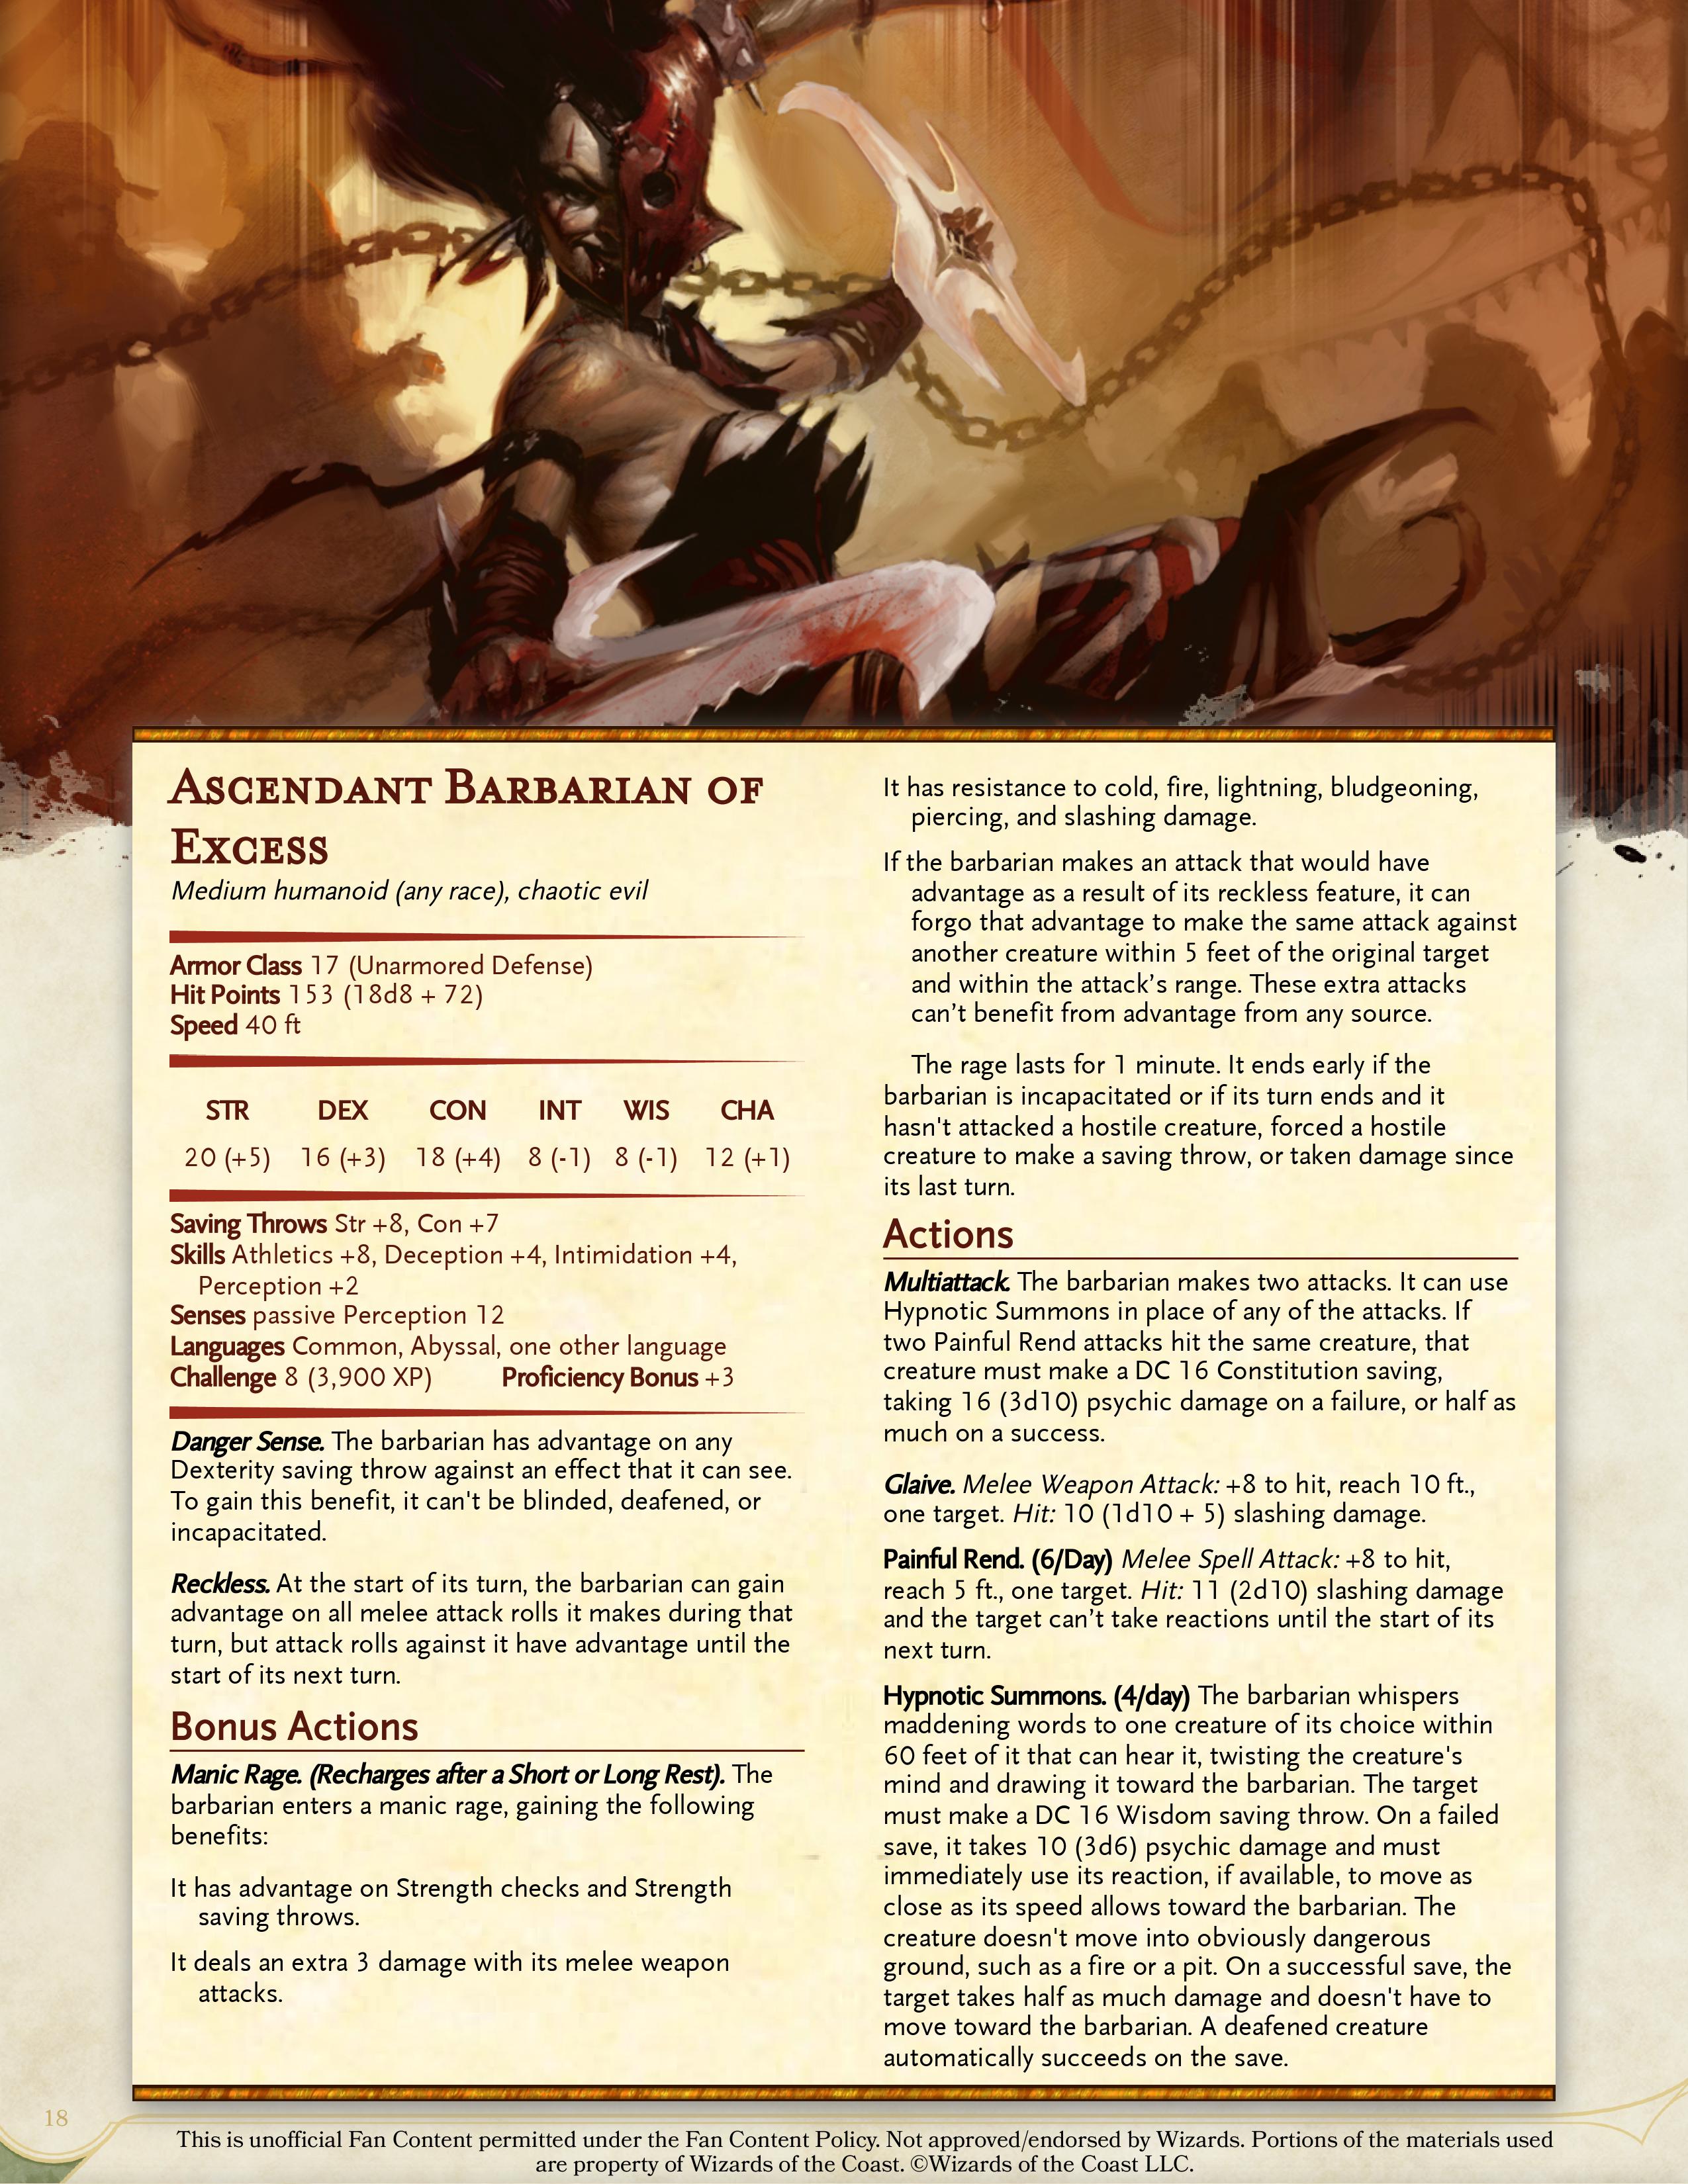 Ascendant Barbarian of
Excess
Medium humanoid (any race), chaotic evil
Armor Class 17 (Unarmored Defense)
Hit Points 153 (18d8 + 72)
Speed 40 ft
STR DEX CON INT WIS CHA
20 (+5) 16 (+3) 18 (+4) 8 (-1) 8 (-1) 12 (+1)
Saving Throws Str +8, Con +7
Skills Athletics +8, Deception +4, Intimidation +4,
Perception +2
Senses passive Perception 12
Languages Common, Abyssal, one other language
Challenge 8 (3,900 XP) Proficiency Bonus +3
Danger Sense. The barbarian has advantage on any
Dexterity saving throw against an effect that it can see.
To gain this benefit, it can't be blinded, deafened, or
incapacitated.
Reckless. At the start of its turn, the barbarian can gain
advantage on all melee attack rolls it makes during that
turn, but attack rolls against it have advantage until the
start of its next turn.
Bonus Actions
Manic Rage. (Recharges after a Short or Long Rest). The
barbarian enters a manic rage, gaining the following
benefits:
It has advantage on Strength checks and Strength
saving throws.
It deals an extra 3 damage with its melee weapon
attacks.
It has resistance to cold, fire, lightning, bludgeoning,
piercing, and slashing damage.
If the barbarian makes an attack that would have
advantage as a result of its reckless feature, it can
forgo that advantage to make the same attack against
another creature within 5 feet of the original target
and within the attack’s range. These extra attacks
can’t benefit from advantage from any source.
The rage lasts for 1 minute. It ends early if the
barbarian is incapacitated or if its turn ends and it
hasn't attacked a hostile creature, forced a hostile
creature to make a saving throw, or taken damage since
its last turn.
Actions
Multiattack. The barbarian makes two attacks. It can use
Hypnotic Summons in place of any of the attacks. If
two Painful Rend attacks hit the same creature, that
creature must make a DC 16 Constitution saving,
taking 16 (3d10) psychic damage on a failure, or half as
much on a success.
Glaive. Melee Weapon Attack: +8 to hit, reach 10 ft.,
one target. Hit: 10 (1d10 + 5) slashing damage.
Painful Rend. (6/Day) Melee Spell Attack: +8 to hit,
reach 5 ft., one target. Hit: 11 (2d10) slashing damage
and the target can’t take reactions until the start of its
next turn.
Hypnotic Summons. (4/day) The barbarian whispers
maddening words to one creature of its choice within
60 feet of it that can hear it, twisting the creature's
mind and drawing it toward the barbarian. The target
must make a DC 16 Wisdom saving throw. On a failed
save, it takes 10 (3d6) psychic damage and must
immediately use its reaction, if available, to move as
close as its speed allows toward the barbarian. The
creature doesn't move into obviously dangerous
ground, such as a fire or a pit. On a successful save, the
target takes half as much damage and doesn't have to
move toward the barbarian. A deafened creature
automatically succeeds on the save.
18
This is unofficial Fan Content permitted under the Fan Content Policy. Not approved/endorsed by Wizards. Portions of the materials used
are property of Wizards of the Coast. ©Wizards of the Coast LLC.